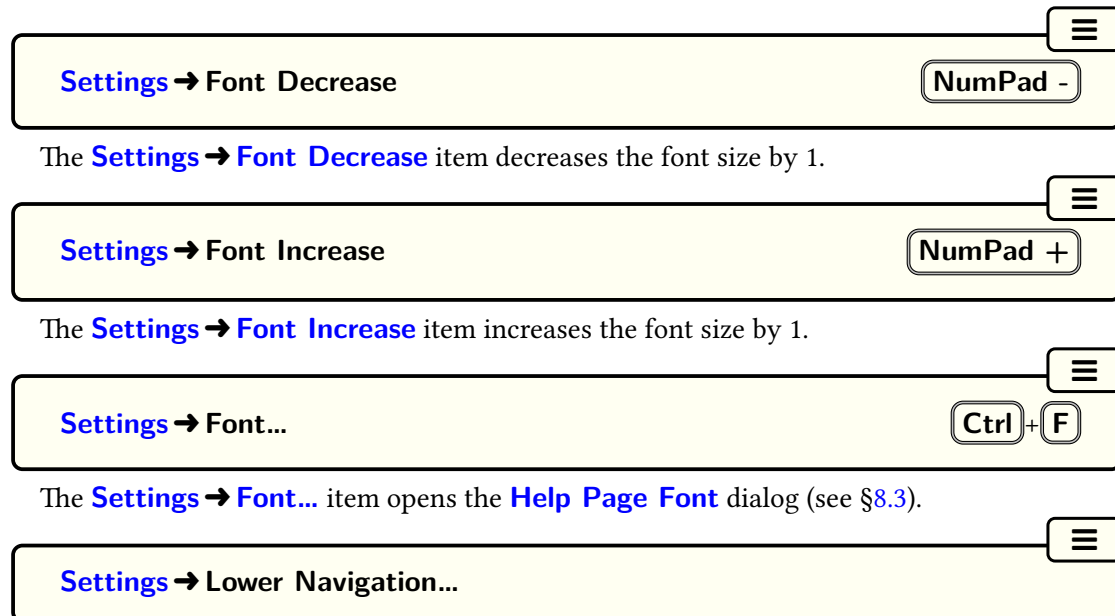 Settings ➜ Font Decrease NumPad -
The Settings ➜ Font Decrease item decreases the font size by 1.
Settings ➜ Font Increase NumPad +
The Settings ➜ Font Increase item increases the font size by 1.
Settings ➜ Font... Ctrl+F
The Settings ➜ Font... item opens the Help Page Font dialog (see §8.3).
Settings ➜ Lower Navigation...